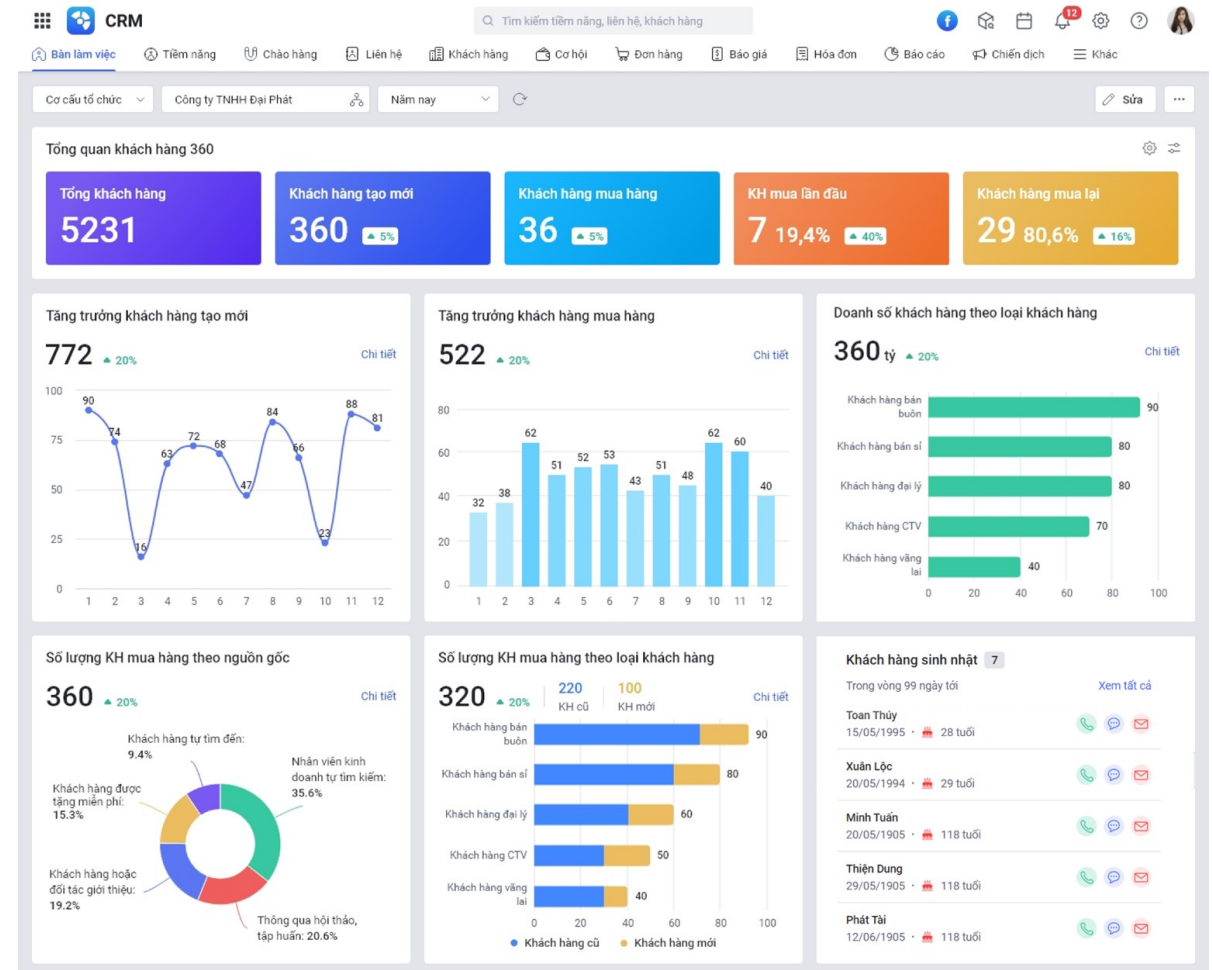 CRM
Tìm kiếm tiềm năng, liên hệ, khách hàng
12
Bàn làm việc
Tiềm năng
Chào hàng
Liên hệ
Khách hàng
Cơ hội
Đơn hàng
Báo giá
Hóa đơn
Báo cáo
Chiến dịch
Khác
Cơ cấu tổ chức
Công ty TNHH Đại Phát
Năm nay
Sửa
Tổng quan khách hàng 360
Tổng khách hàng
5231
Khách hàng tạo mới
360 5%
Khách hàng mua hàng
36 5%
KH mua lần đầu
7 19,4% 40%
Khách hàng mua lại
29 80,6% 16%
Tăng trưởng khách hàng tạo mới
772 20%
Chi tiết
100
75
50
25
0
90
74
16
63
72
68
47
84
66
23
88
81
1 2 3 4 5 6 7 8 9 10 11 12
Tăng trưởng khách hàng mua hàng
522 20%
Chi tiết
80
60
40
20
0
32
38
62
51
52
53
43
51
48
62
60
40
1 2 3 4 5 6 7 8 9 10 11 12
Doanh số khách hàng theo loại khách hàng
360 tỷ 20%
Chi tiết
Khách hàng bán
buôn
90
Khách hàng bán sỉ
80
Khách hàng đại lý
80
Khách hàng CTV
70
Khách hàng vãng
lai
40
0 20 40 60 80 100
Số lượng KH mua hàng theo nguồn gốc
360 20%
Chi tiết
Khách hàng tự tìm đến:
9.4%
Nhân viên kinh
doanh tự tìm kiếm:
35.6%
Khách hàng được
tặng miễn phí:
15.3%
Khách hàng hoặc
đối tác giới thiệu:
19.2%
Thông qua hội thảo,
tập huấn: 20.6%
Số lượng KH mua hàng theo loại khách hàng
320 20%
220
KH cũ
100
KH mới
Chi tiết
Khách hàng bán
buôn
90
Khách hàng bán sỉ
80
Khách hàng đại lý
60
Khách hàng CTV
50
Khách hàng vãng
lai
40
0 20 40 60 80 100
Khách hàng cũ
Khách hàng mới
Khách hàng sinh nhật 7
Trong vòng 99 ngày tới
Xem tất cả
Toan Thúy
15/05/1995 · 28 tuổi
Xuân Lộc
20/05/1994 · 29 tuổi
Minh Tuấn
20/05/1905 · 118 tuổi
Thiện Dung
29/05/1905 · 118 tuổi
Phát Tài
12/06/1905 · 118 tuổi